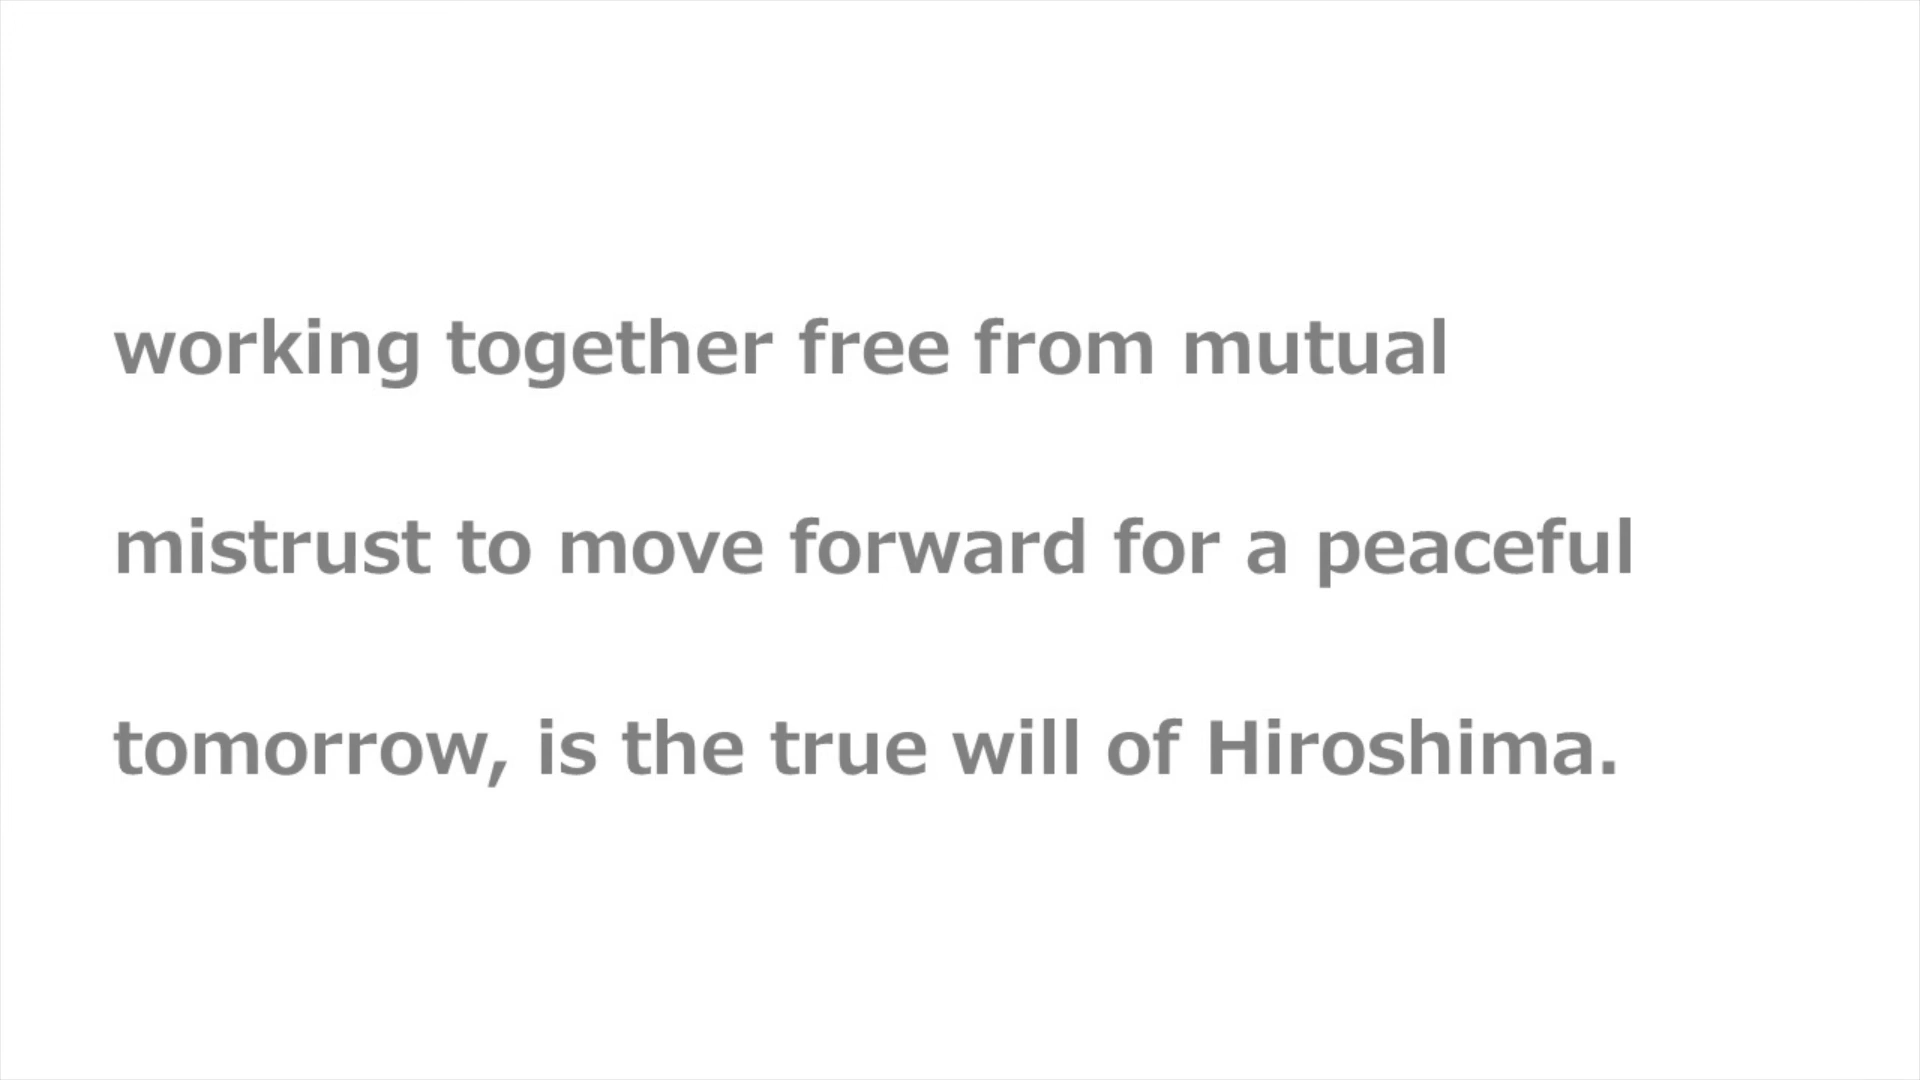 working together free from mutual
mistrust to move forward for a peaceful
tomorrow, is the true will of Hiroshima.